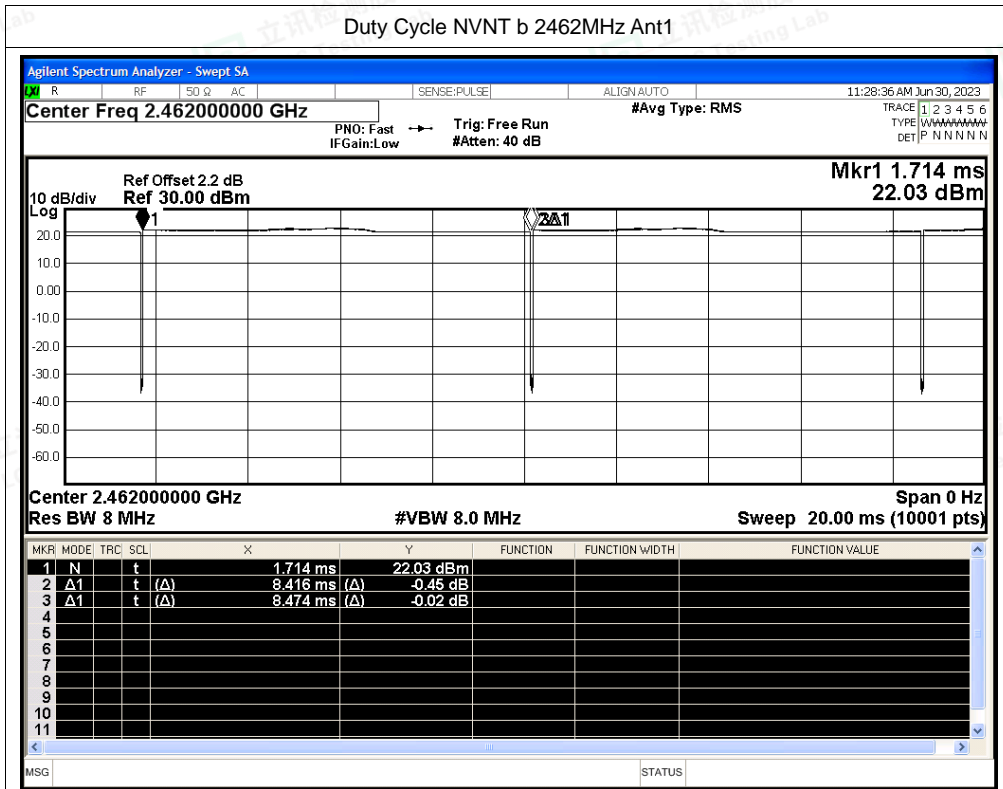 Duty Cycle NVNT b 2462MHz Ant1
Agilent Spectrum Analyzer - Swept SA
LXI R RF 50 Ω AC SENSE:PULSE ALIGN AUTO 11:28:36 AM Jun 30, 2023
Center Freq 2.462000000 GHz #Avg Type: RMS TRACE 1 2 3 4 5 6
PNO: Fast Trig: Free Run TYPE WWWWWW
IFGain:Low #Atten: 40 dB DET P N N N N N
Mkr1 1.714 ms
Ref Offset 2.2 dB
10 dB/div Ref 30.00 dBm 22.03 dBm
Log
1 3Δ1
20.0
10.0
0.00
-10.0
-20.0
-30.0
-40.0
-50.0
-60.0
Center 2.462000000 GHz Span 0 Hz
Res BW 8 MHz #VBW 8.0 MHz Sweep 20.00 ms (10001 pts)
MKR MODE TRC SCL X Y FUNCTION FUNCTION WIDTH FUNCTION VALUE
1 N t 1.714 ms 22.03 dBm
2 Δ1 t (Δ) 8.416 ms (Δ) -0.45 dB
3 Δ1 t (Δ) 8.474 ms (Δ) -0.02 dB
4
5
6
7
8
9
10
11
MSG STATUS